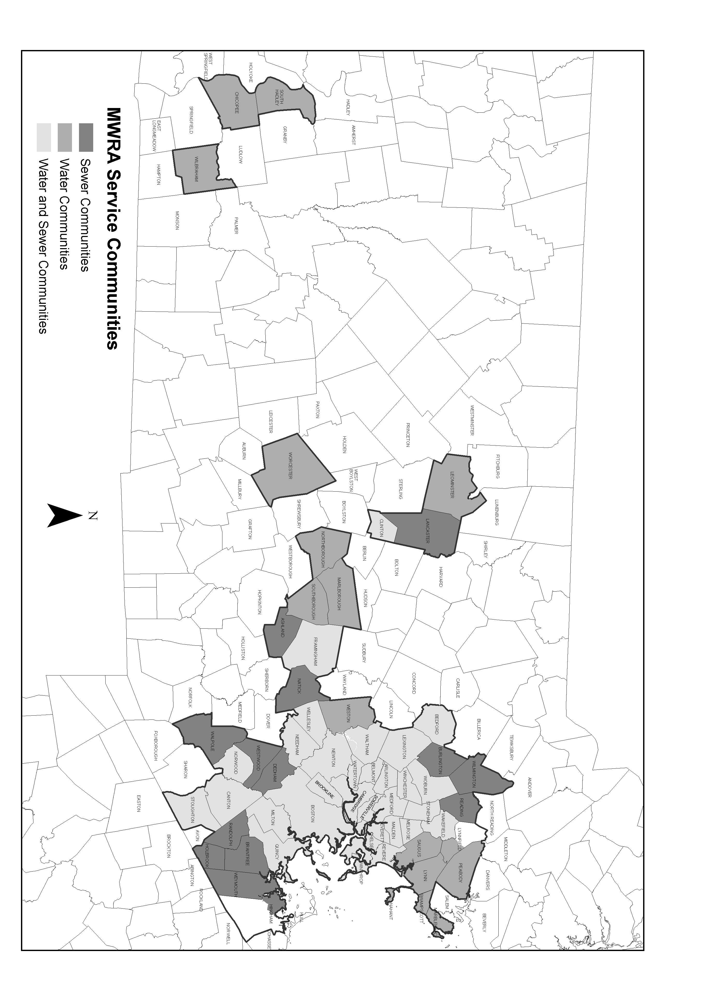 MWRA Service Communities
Sewer Communities
Water Communities
Water and Sewer Communities
N
WEST
SPRINGFIELD
HOLYOKE
CHICOPEE
SOUTH
HADLEY
HADLEY
SPRINGFIELD
EAST
LONGMEADOW
GRANBY
AMHERST
LUDLOW
WILBRAHAM
HAMPTON
MONSON
PALMER
WESTMINSTER
PRINCETON
PAXTON
LEICESTER
HOLDEN
AUBURN
WORCESTER
FITCHBURG
LEOMINSTER
STERLING
WEST
BOYLSTON
MILLBURY
LUNENBURG
LANCASTER
CLINTON
BOYLSTON
SHREWSBURY
GRAFTON
SHIRLEY
HARVARD
BOLTON
BERLIN
NORTHBOROUGH
WESTBOROUGH
HUDSON
MARLBOROUGH
SOUTHBOROUGH
HOPKINTON
ASHLAND
FRAMINGHAM
HOLLISTON
SUDBURY
CONCORD
CARLISLE
WAYLAND
NATICK
SHERBORN
NORFOLK
MEDFIELD
DOVER
LINCOLN
WESTON
WELLESLEY
BEDFORD
BILLERICA
TEWKSBURY
LEXINGTON
WALTHAM
NEEDHAM
WALPOLE
FOXBOROUGH
SHARON
NORWOOD
WESTWOOD
DEDHAM
NEWTON
WATERTOWN
BELMONT
ARLINGTON
WINCHESTER
WOBURN
BURLINGTON
WILMINGTON
ANDOVER
NORTH READING
READING
STONEHAM
MEDFORD
SOMERVILLE
CAMBRIDGE
BROOKLINE
BOSTON
MILTON
CANTON
STOUGHTON
EASTON
AVON
BROCKTON
RANDOLPH
HOLBROOK
BRAINTREE
QUINCY
WAKEFIELD
LYNNFIELD
MIDDLETON
MELROSE
MALDEN
EVERETT
CHELSEA
REVERE
WINTHROP
SAUGUS
LYNN
PEABODY
DANVERS
SALEM
BEVERLY
SWAMPSCOTT
NAHANT
WEYMOUTH
ABINGTON
ROCKLAND
HINGHAM
HULL
NORWELL